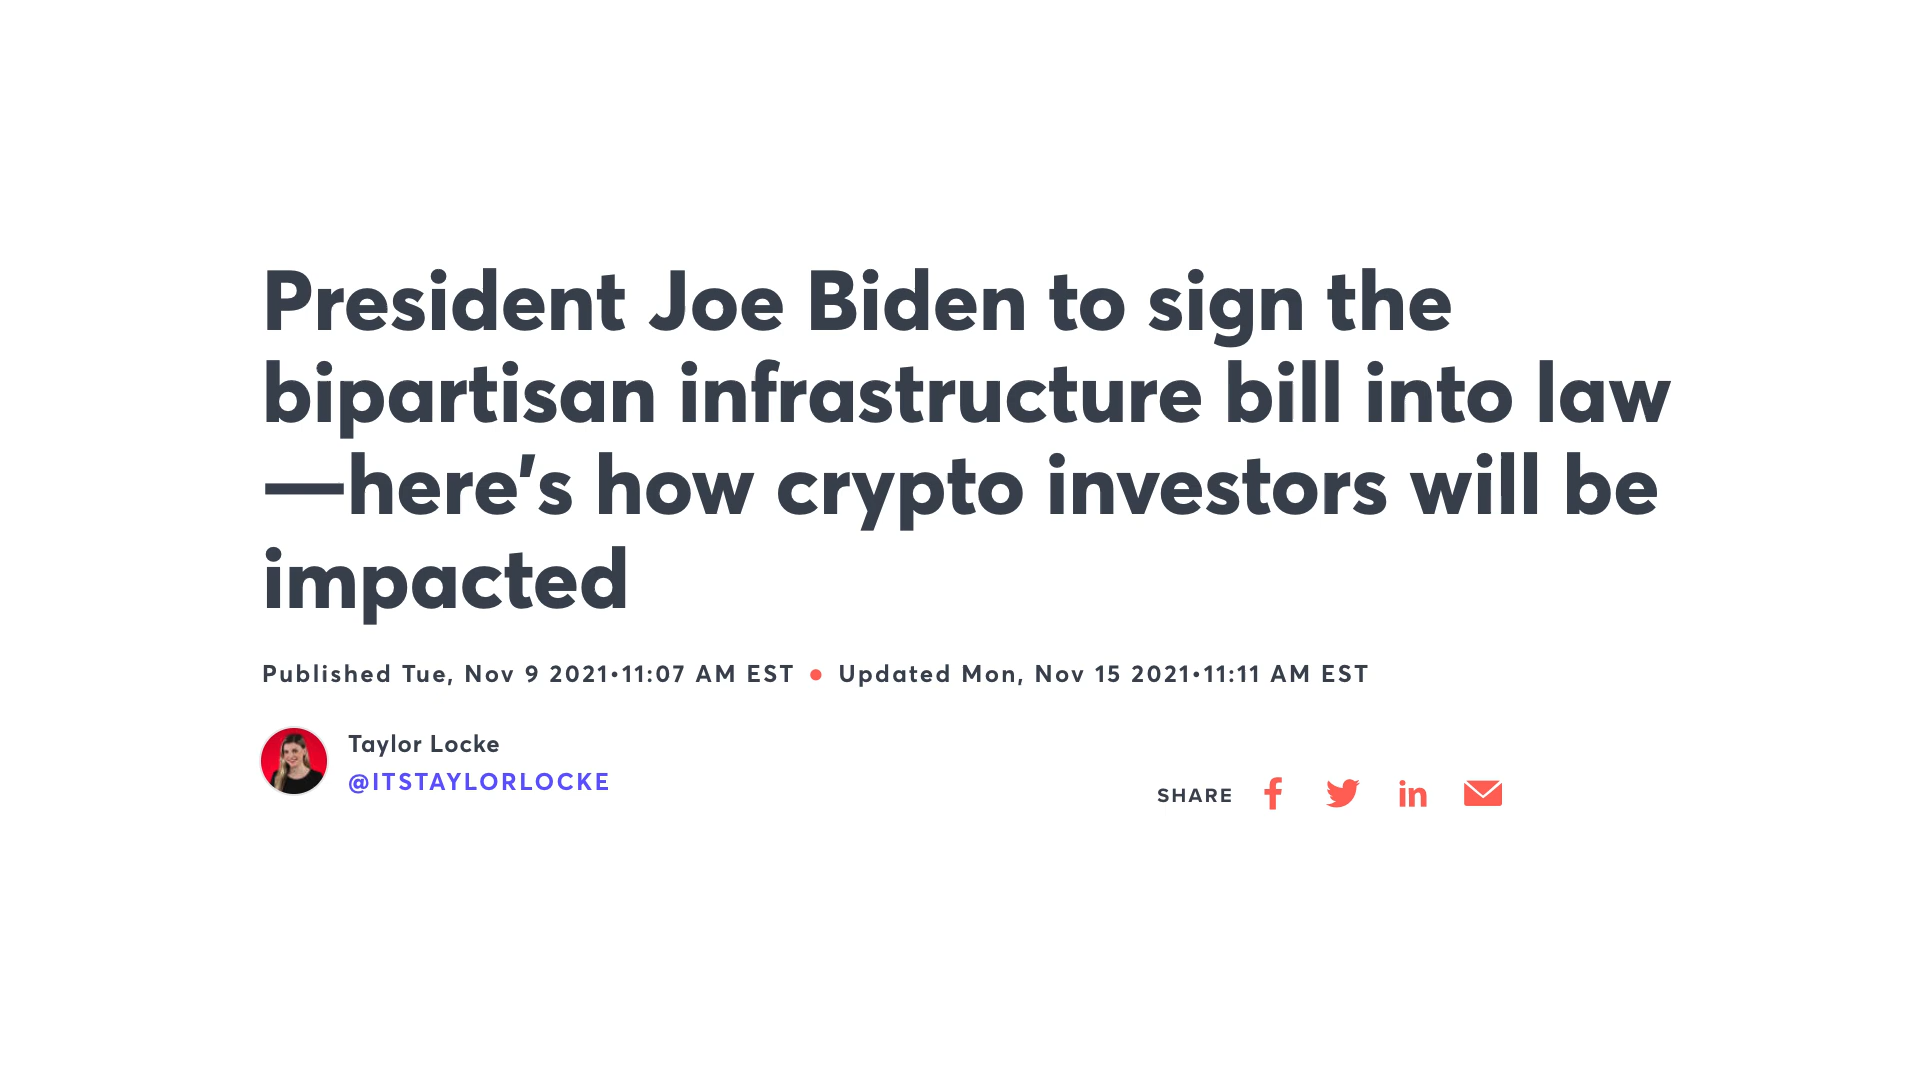 President Joe Biden to sign the
bipartisan infrastructure bill into law
—here’s how crypto investors will be
impacted
Published Tue, Nov 9 2021•11:07 AM EST • Updated Mon, Nov 15 2021•11:11 AM EST
Taylor Locke
@ITSTAYLORLOCKE
SHARE